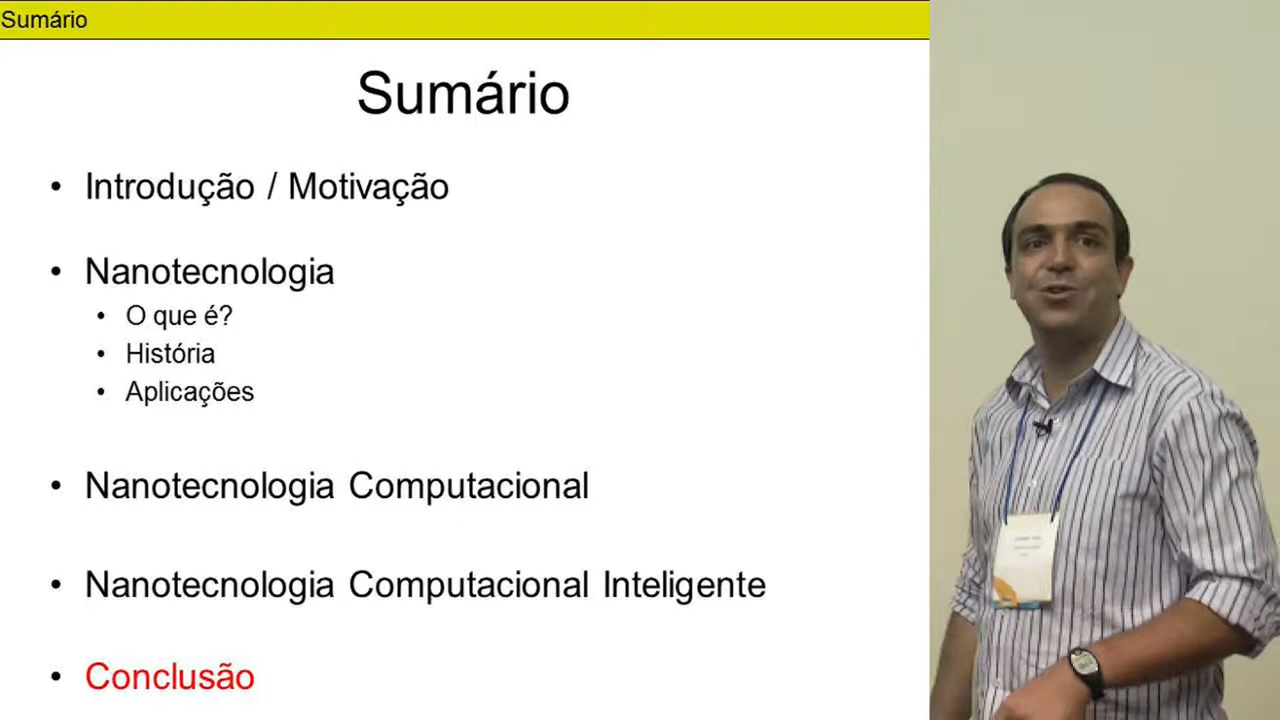 Sumário
Sumário
• Introdução / Motivação
• Nanotecnologia
• O que é?
• História
• Aplicações
• Nanotecnologia Computacional
• Nanotecnologia Computacional Inteligente
• Conclusão